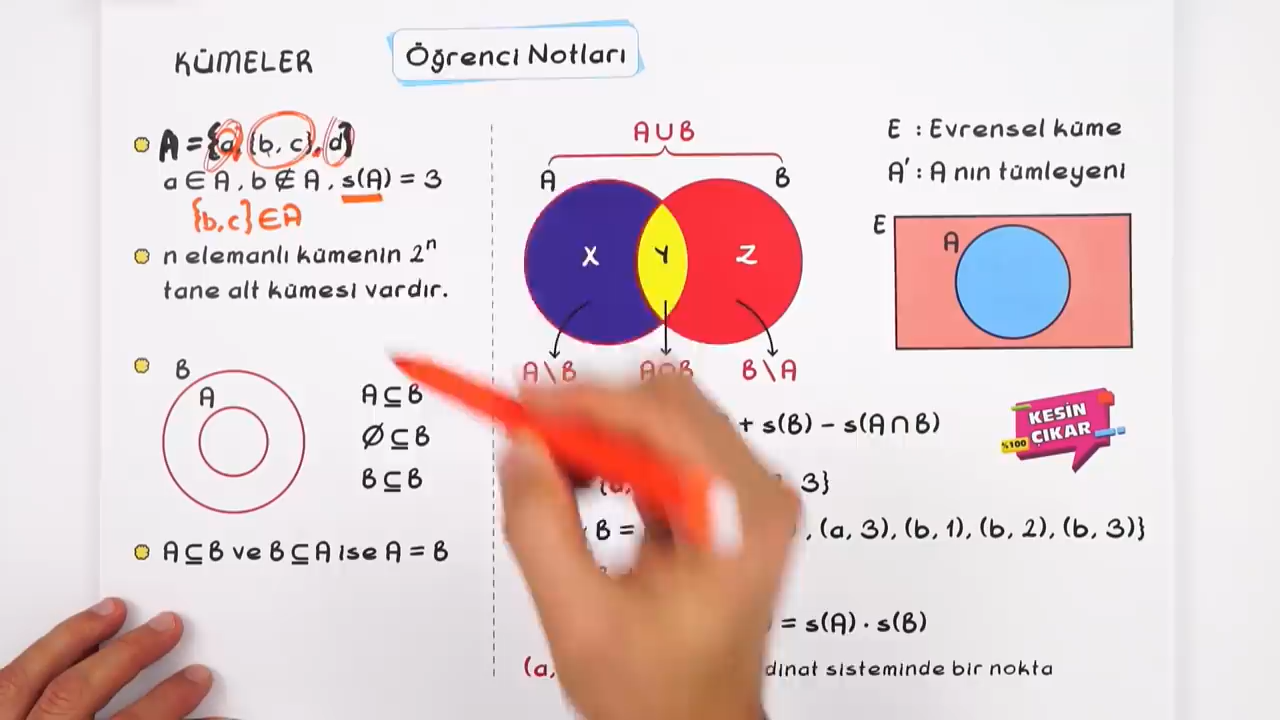 KÜMELER
Öğrenci Notları
A = {a, {b, c}, d}
a ∈ A, b ∉ A, s(A) = 3
{b,c} ∈ A
n elemanlı kümenin 2ⁿ
tane alt kümesi vardır.
B
A
A ⊆ B
∅ ⊆ B
B ⊆ B
A ⊆ B ve B ⊆ A ise A = B
A ∪ B
A
B
X
Y
Z
A \ B
A ∩ B
B \ A
+ s(B) − s(A ∩ B)
3}
B =
, (a, 3), (b, 1), (b, 2), (b, 3)}
= s(A) · s(B)
(a,
dinat sisteminde bir nokta
E : Evrensel küme
A' : A nın tümleyeni
E
A
KESİN
ÇIKAR
%100